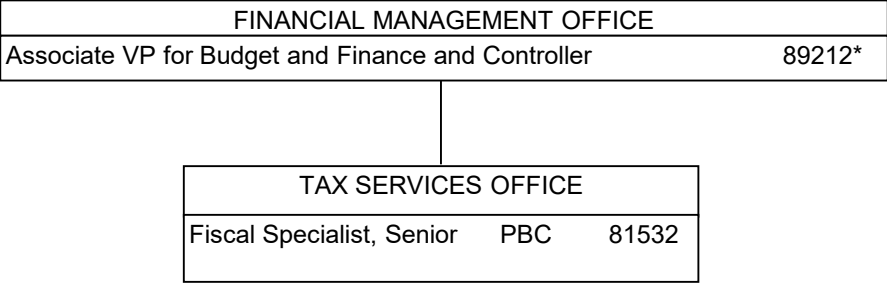 FINANCIAL MANAGEMENT OFFICE
Associate VP for Budget and Finance and Controller 89212*
TAX SERVICES OFFICE
Fiscal Specialist, Senior PBC 81532